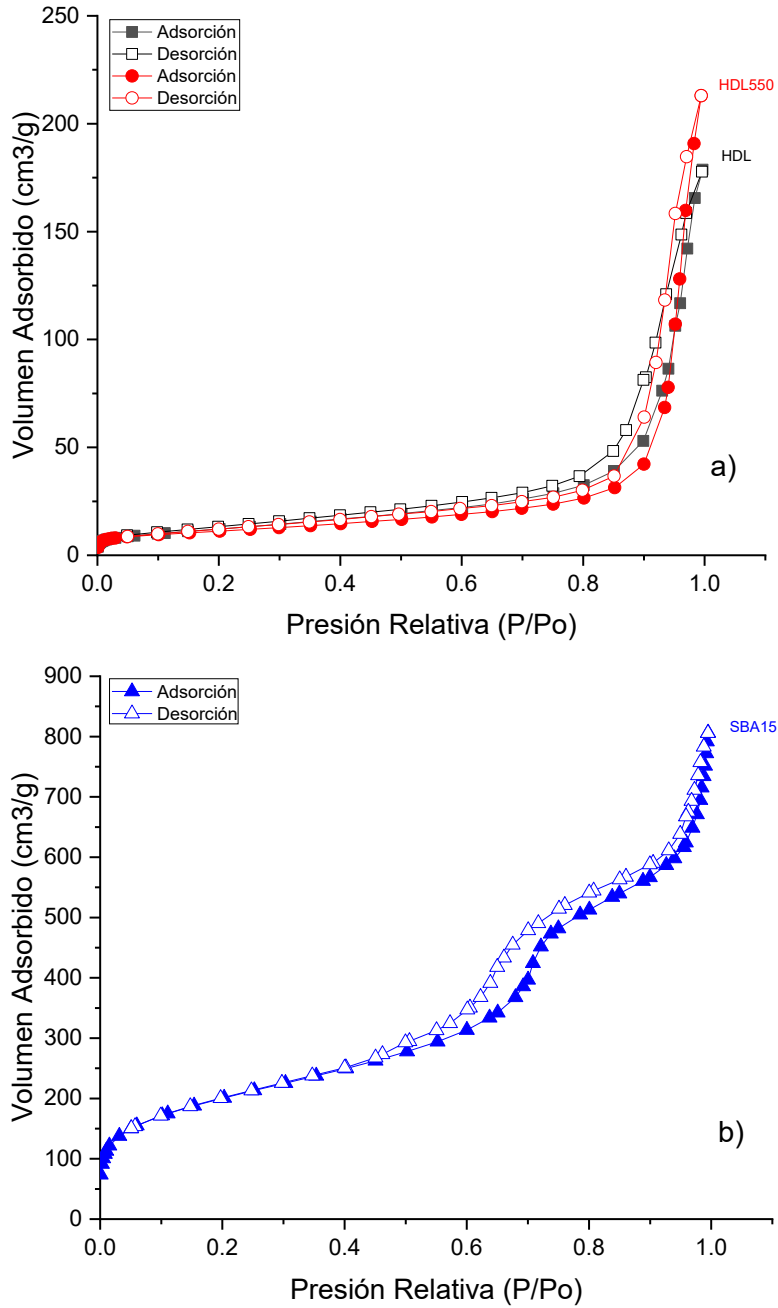 Adsorción
Desorción
Adsorción
Desorción
HDL550
HDL
250
200
150
100
50
0
Volumen Adsorbido (cm3/g)
a)
0.0 0.2 0.4 0.6 0.8 1.0
Presión Relativa (P/Po)
Adsorción
Desorción
SBA15
900
800
700
600
500
400
300
200
100
0
Volumen Adsorbido (cm3/g)
b)
0.0 0.2 0.4 0.6 0.8 1.0
Presión Relativa (P/Po)